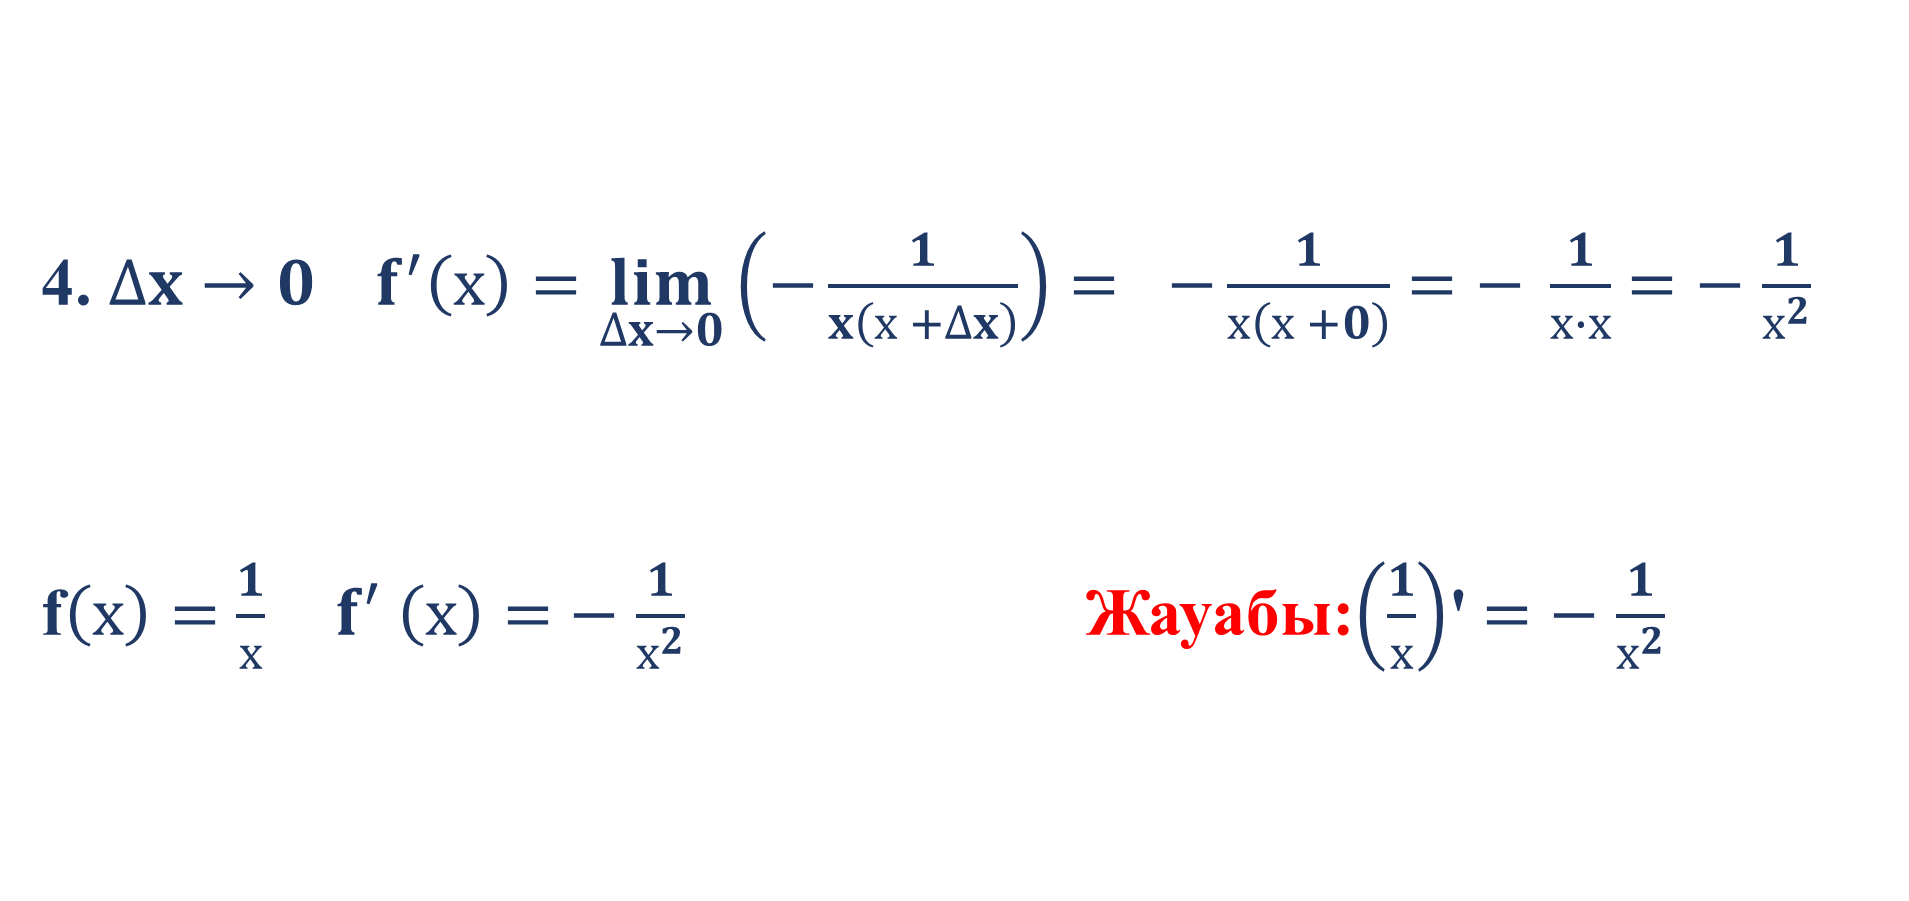 4. Δx → 0 f′(x) = lim Δx→0 (− 1/x(x +Δx)) = − 1/x(x +0) = − 1/x·x = − 1/x²
f(x) = 1/x f′ (x) = − 1/x² Жауабы: (1/x)' = − 1/x²